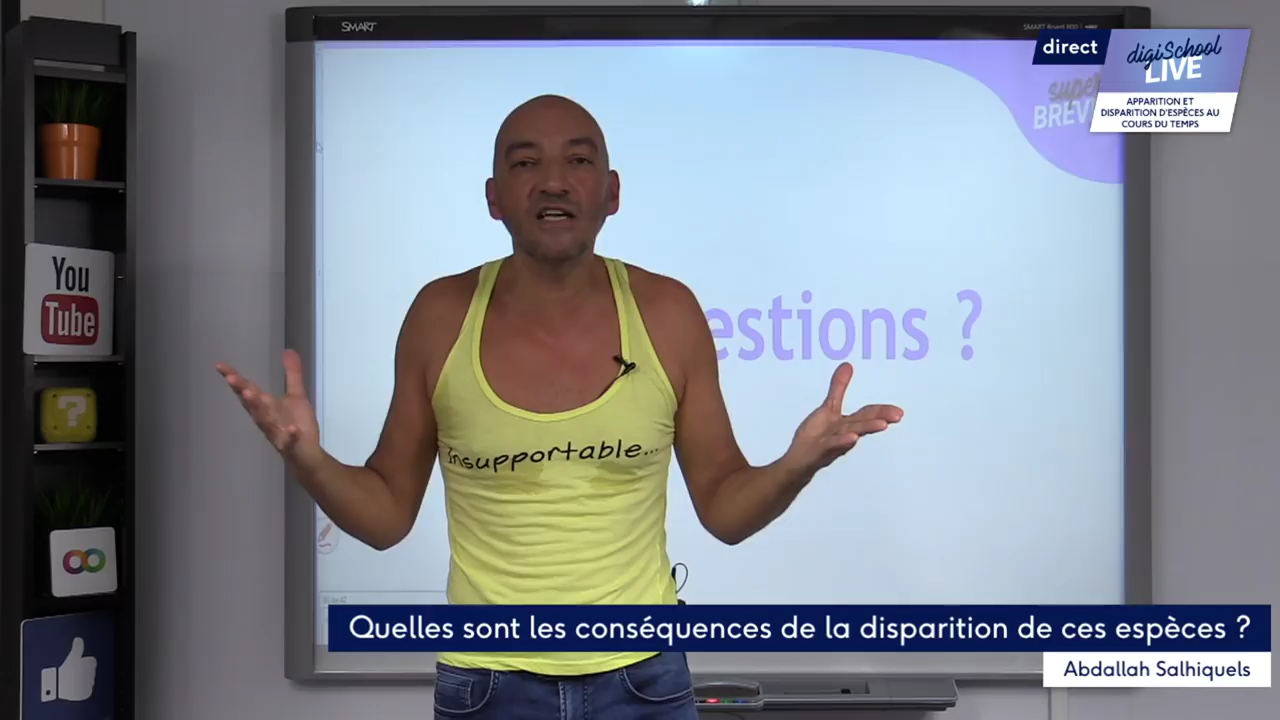 SMART
direct
digiSchool
LIVE
APPARITION ET
DISPARITION D'ESPÈCES AU
COURS DU TEMPS
super
BREV
You
Tube
?
estions ?
Insupportable...
Quelles sont les conséquences de la disparition de ces espèces ?
Abdallah Salhiquels